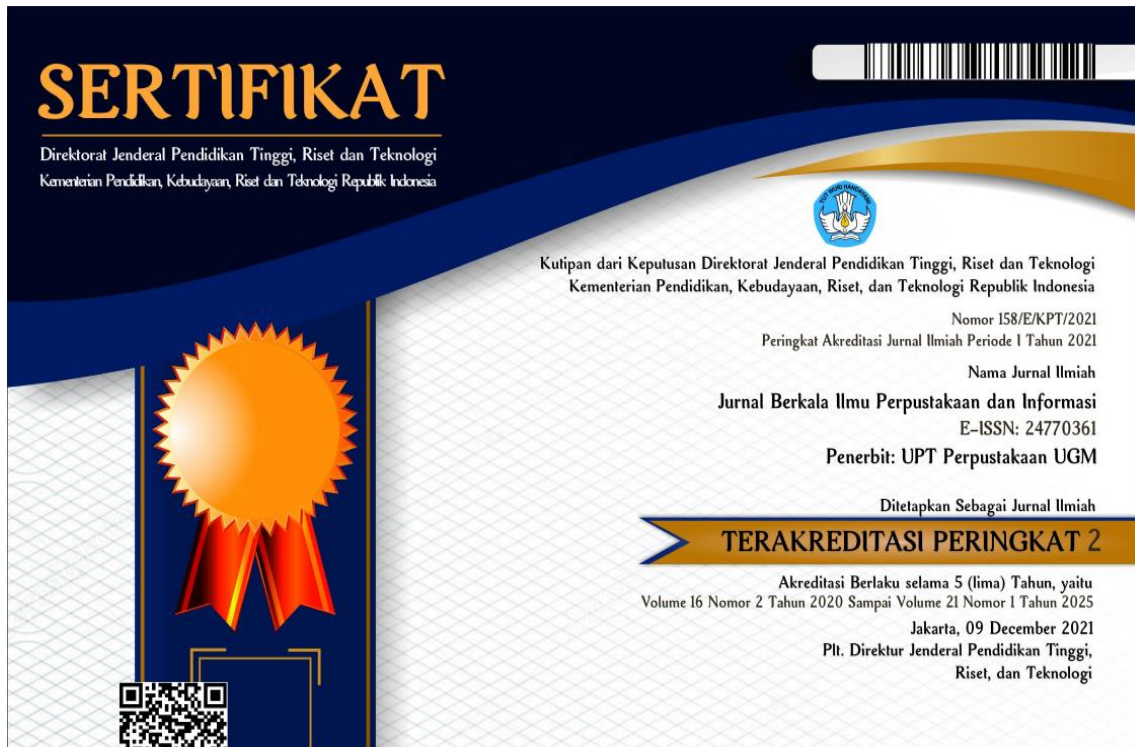 SERTIFIKAT
Direktorat Jenderal Pendidikan Tinggi, Riset dan Teknologi
Kementerian Pendidikan, Kebudayaan, Riset dan Teknologi Republik Indonesia
TUT WURI HANDAYANI
Kutipan dari Keputusan Direktorat Jenderal Pendidikan Tinggi, Riset dan Teknologi
Kementerian Pendidikan, Kebudayaan, Riset, dan Teknologi Republik Indonesia
Nomor 158/E/KPT/2021
Peringkat Akreditasi Jurnal Ilmiah Periode I Tahun 2021
Nama Jurnal Ilmiah
Jurnal Berkala Ilmu Perpustakaan dan Informasi
E-ISSN: 24770361
Penerbit: UPT Perpustakaan UGM
Ditetapkan Sebagai Jurnal Ilmiah
TERAKREDITASI PERINGKAT 2
Akreditasi Berlaku selama 5 (lima) Tahun, yaitu
Volume 16 Nomor 2 Tahun 2020 Sampai Volume 21 Nomor 1 Tahun 2025
Jakarta, 09 December 2021
Plt. Direktur Jenderal Pendidikan Tinggi,
Riset, dan Teknologi